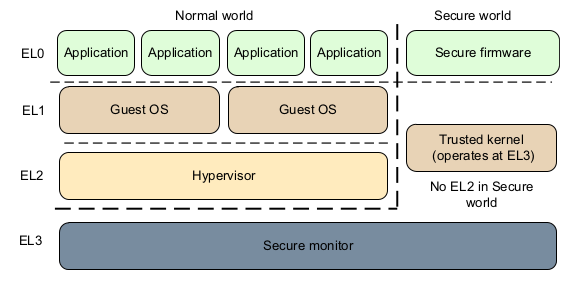 Normal world
Secure world
EL0
Application
Application
Application
Application
Secure firmware
EL1
Guest OS
Guest OS
Trusted kernel
(operates at EL3)
EL2
Hypervisor
No EL2 in Secure
world
EL3
Secure monitor